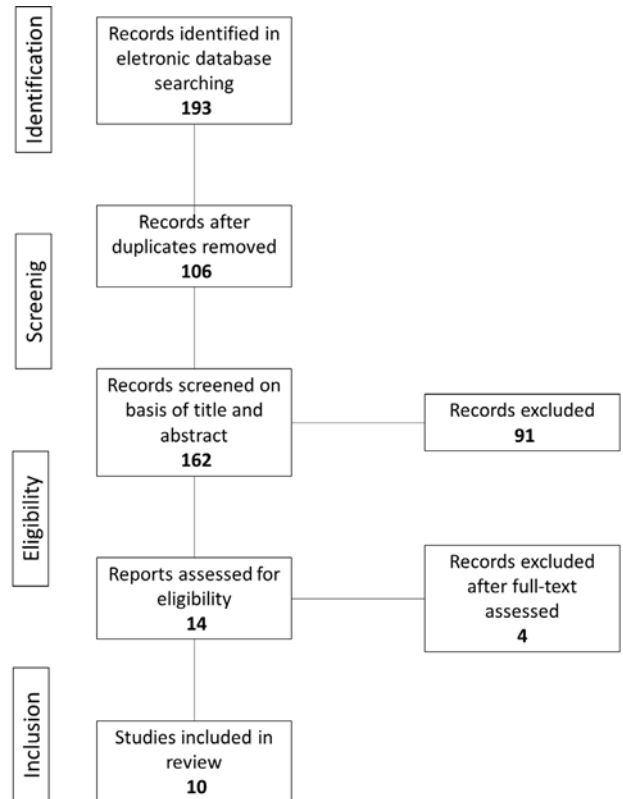 Identification
Records identified in
eletronic database
searching
193
Screenig
Records after
duplicates removed
106
Records screened on
basis of title and
abstract
162
Records excluded
91
Eligibility
Reports assessed for
eligibility
14
Records excluded
after full-text
assessed
4
Inclusion
Studies included in
review
10